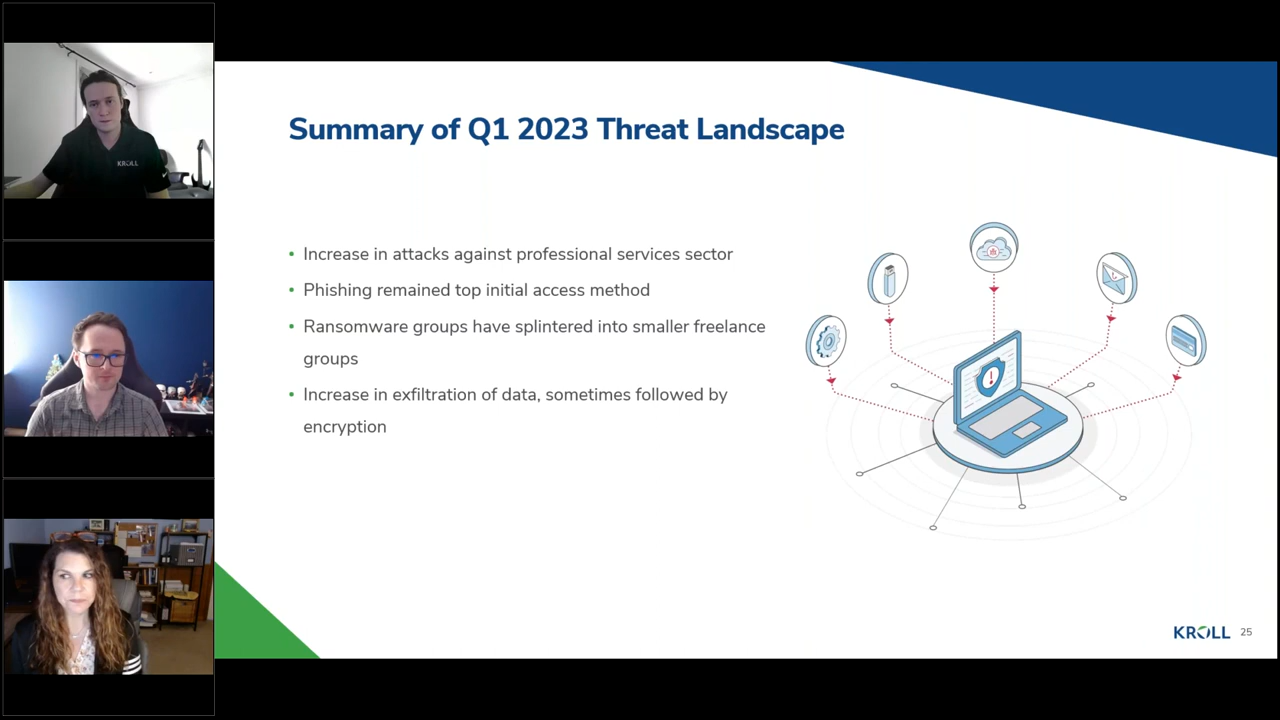 KROLL
Summary of Q1 2023 Threat Landscape
• Increase in attacks against professional services sector
• Phishing remained top initial access method
• Ransomware groups have splintered into smaller freelance
groups
• Increase in exfiltration of data, sometimes followed by
encryption
KROLL 25